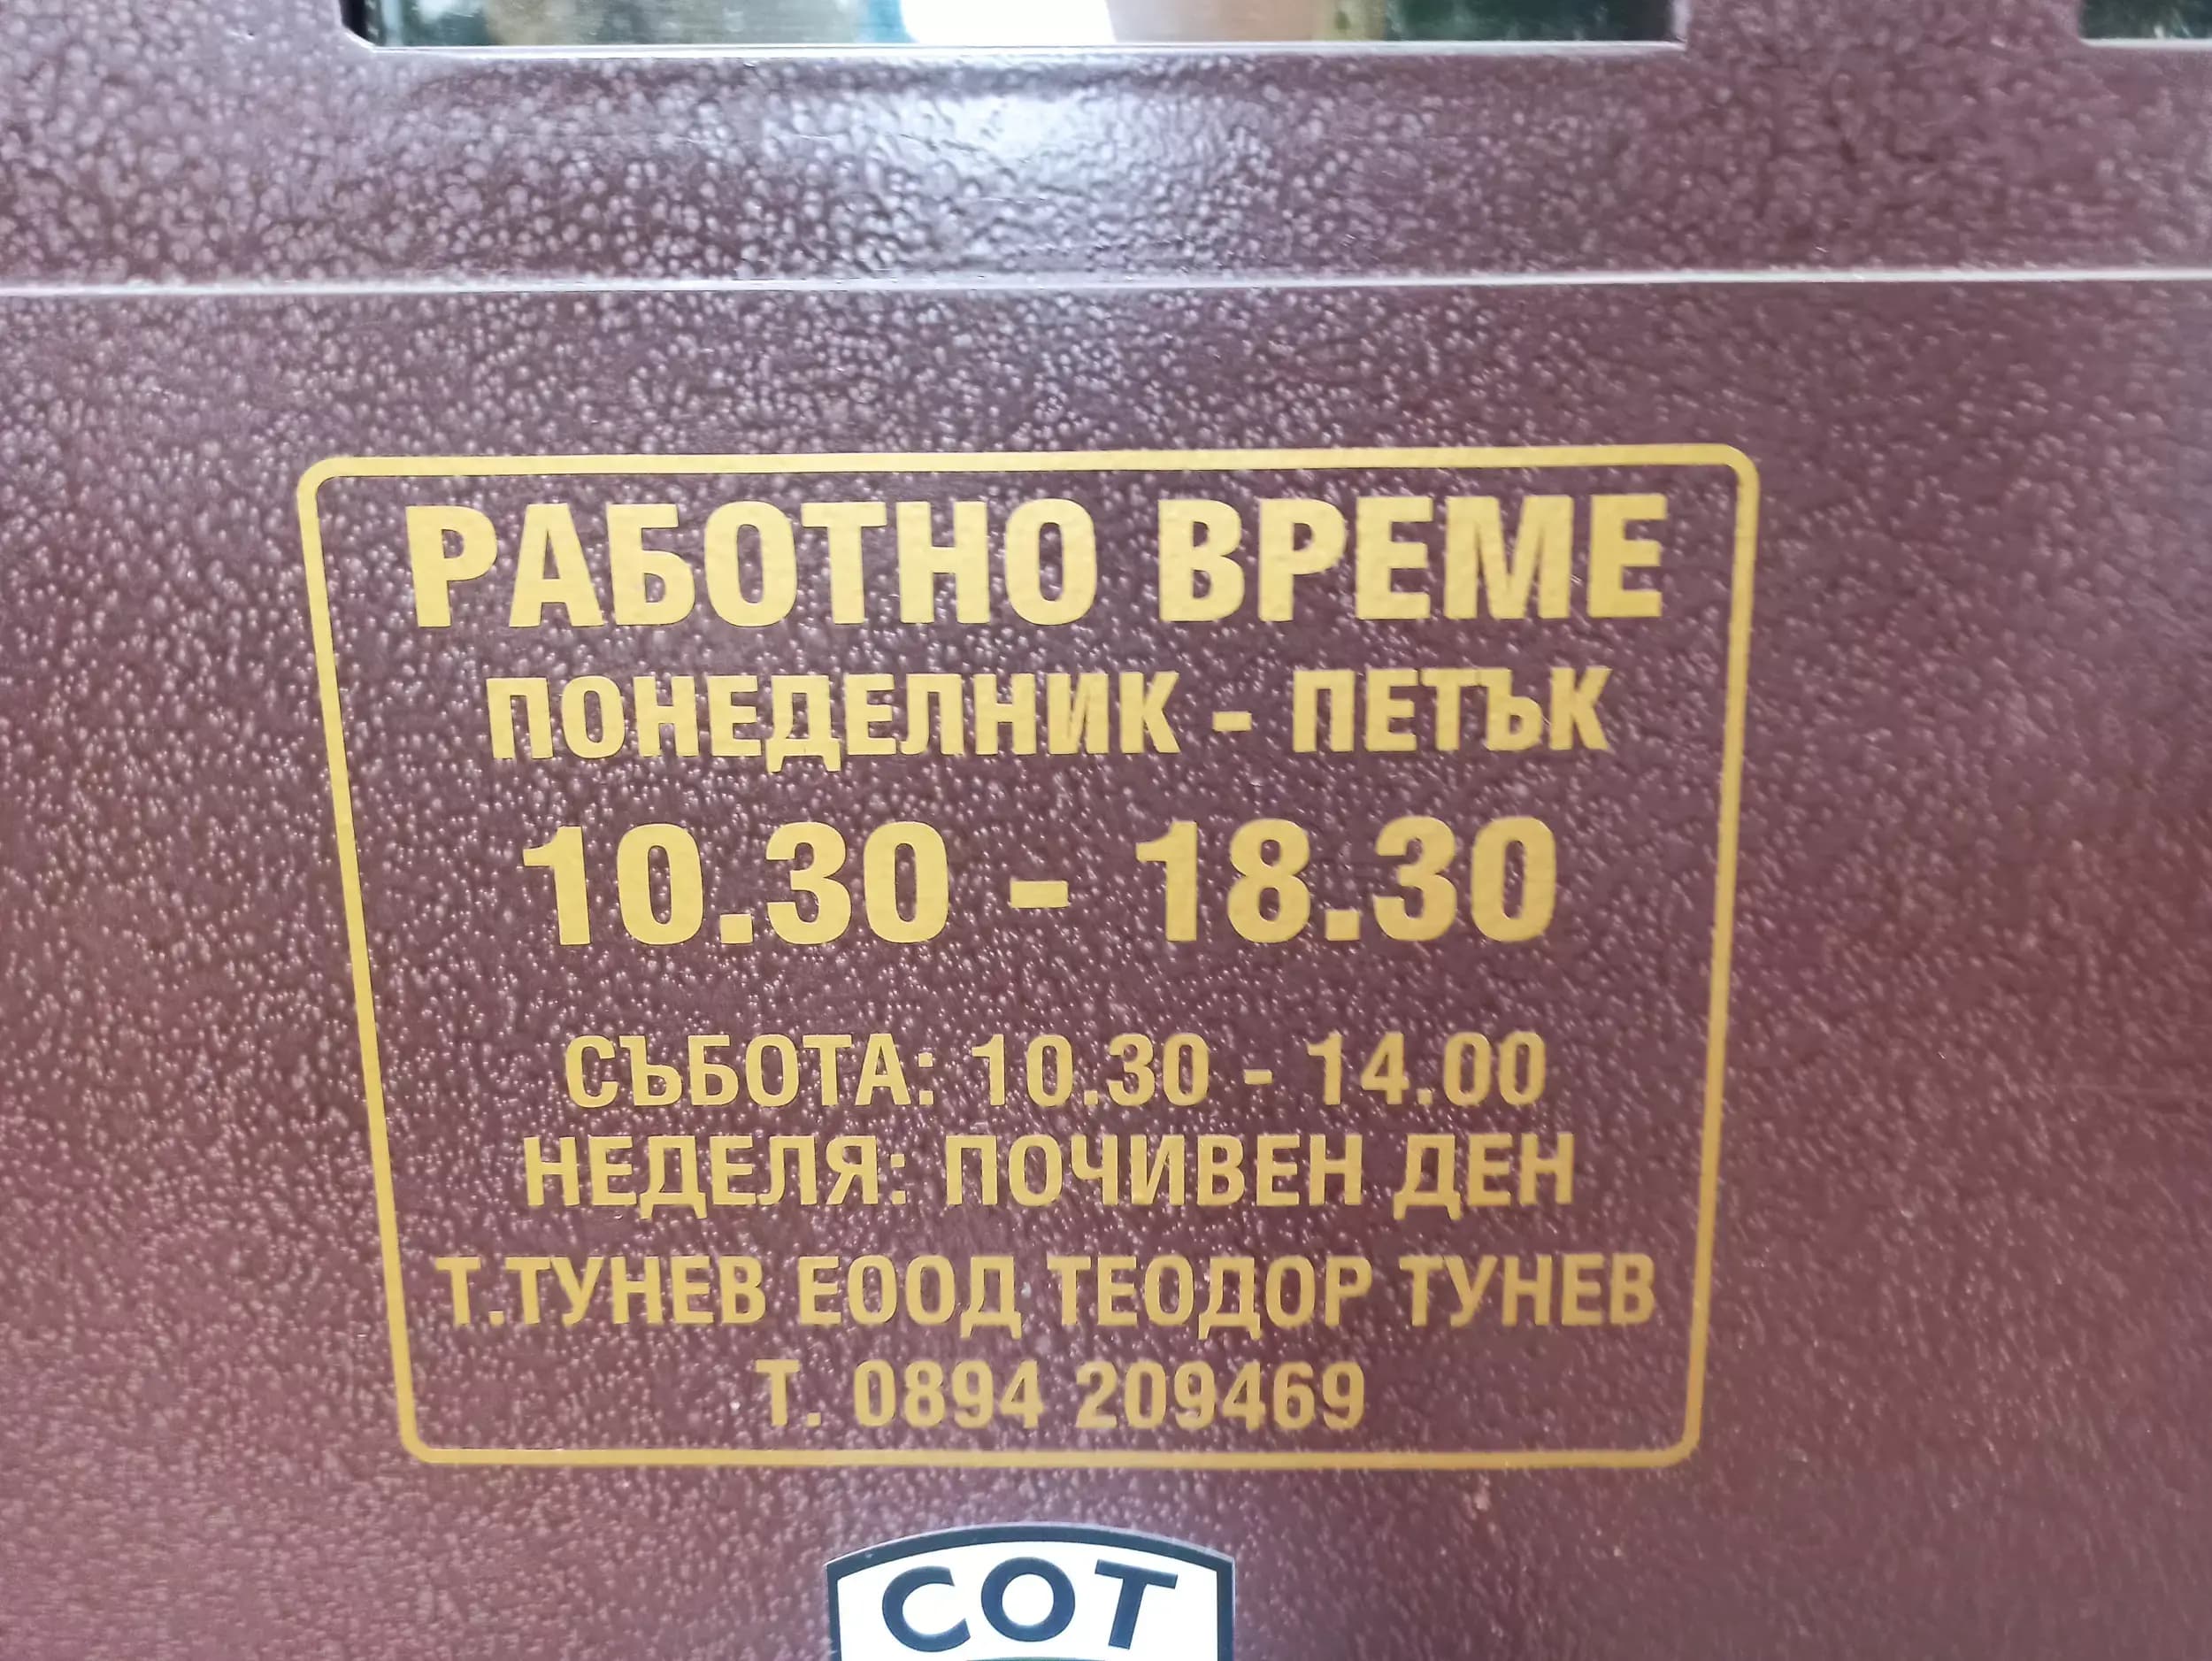 РАБОТНО ВРЕМЕ
ПОНЕДЕЛНИК - ПЕТЪК
10.30 - 18.30
СЪБОТА: 10.30 - 14.00
НЕДЕЛЯ: ПОЧИВЕН ДЕН
Т.ТУНЕВ ЕООД ТЕОДОР ТУНЕВ
Т. 0894 209469
СОТ